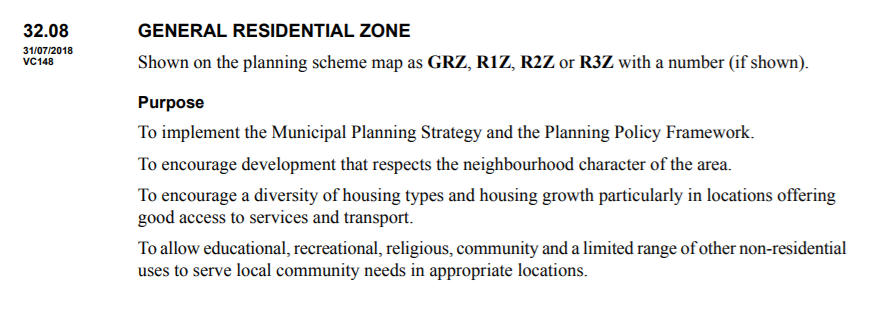 32.08 GENERAL RESIDENTIAL ZONE
31/07/2018
VC148
Shown on the planning scheme map as GRZ, R1Z, R2Z or R3Z with a number (if shown).
Purpose
To implement the Municipal Planning Strategy and the Planning Policy Framework.
To encourage development that respects the neighbourhood character of the area.
To encourage a diversity of housing types and housing growth particularly in locations offering
good access to services and transport.
To allow educational, recreational, religious, community and a limited range of other non-residential
uses to serve local community needs in appropriate locations.